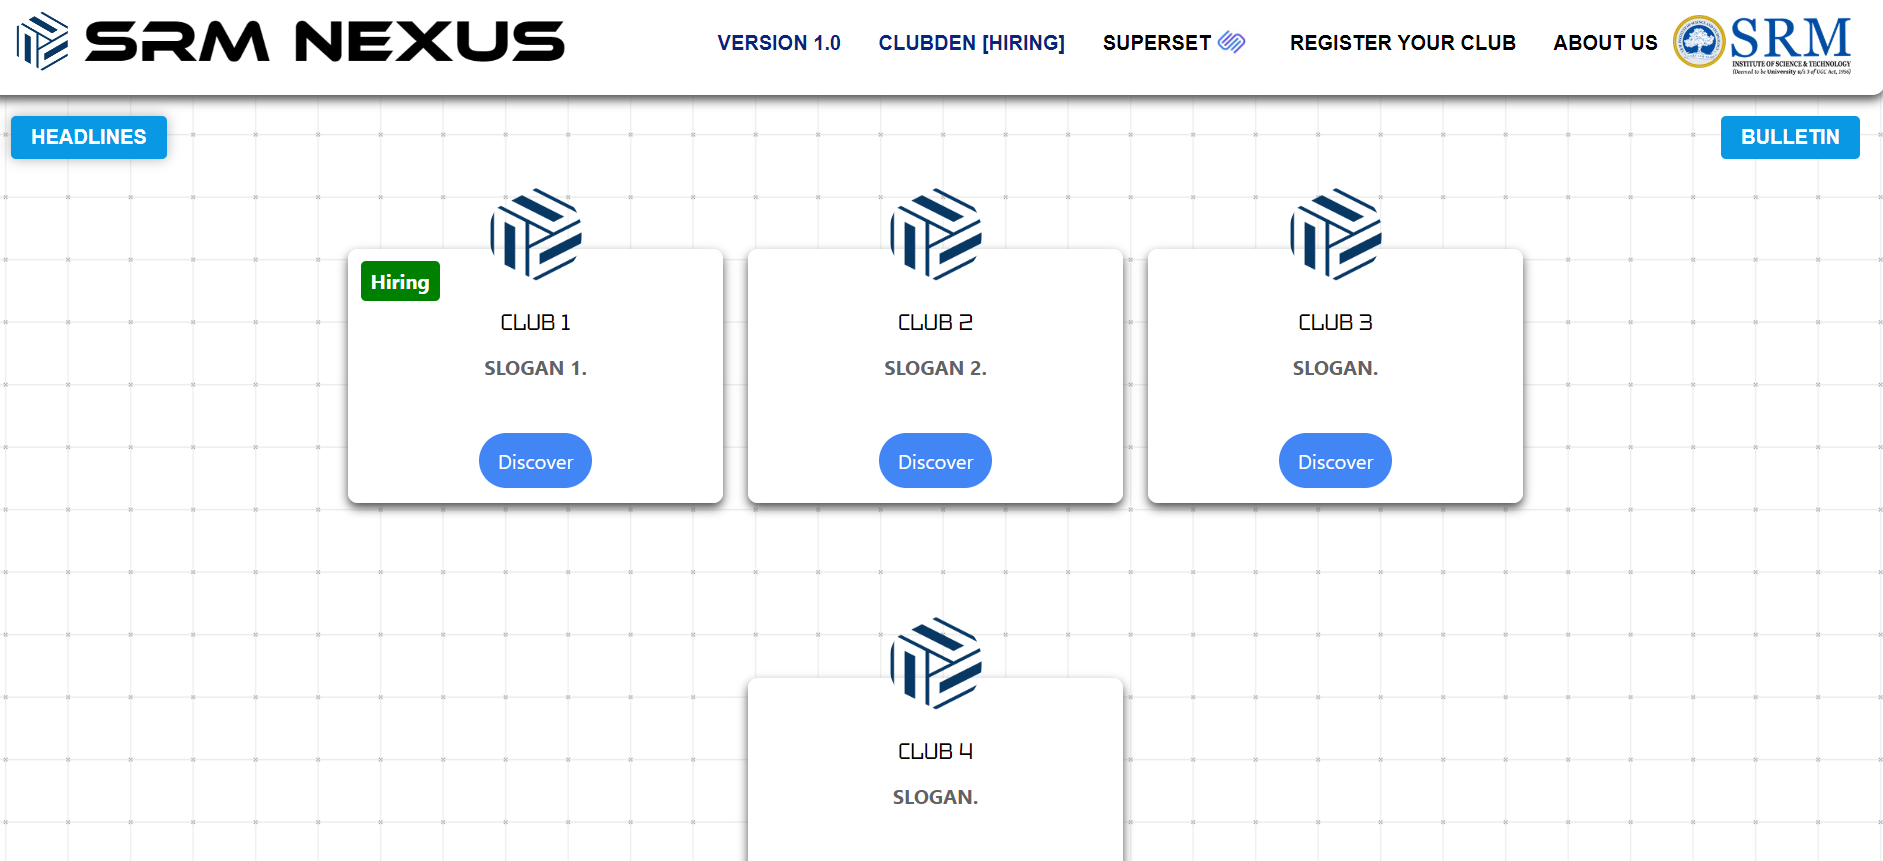 SRM NEXUS
VERSION 1.0
CLUBDEN [HIRING]
SUPERSET
REGISTER YOUR CLUB
ABOUT US
SRM
INSTITUTE OF SCIENCE & TECHNOLOGY
(Deemed to be University u/s 3 of UGC Act, 1956)
HEADLINES
BULLETIN
Hiring
CLUB 1
SLOGAN 1.
Discover
CLUB 2
SLOGAN 2.
Discover
CLUB 3
SLOGAN.
Discover
CLUB 4
SLOGAN.